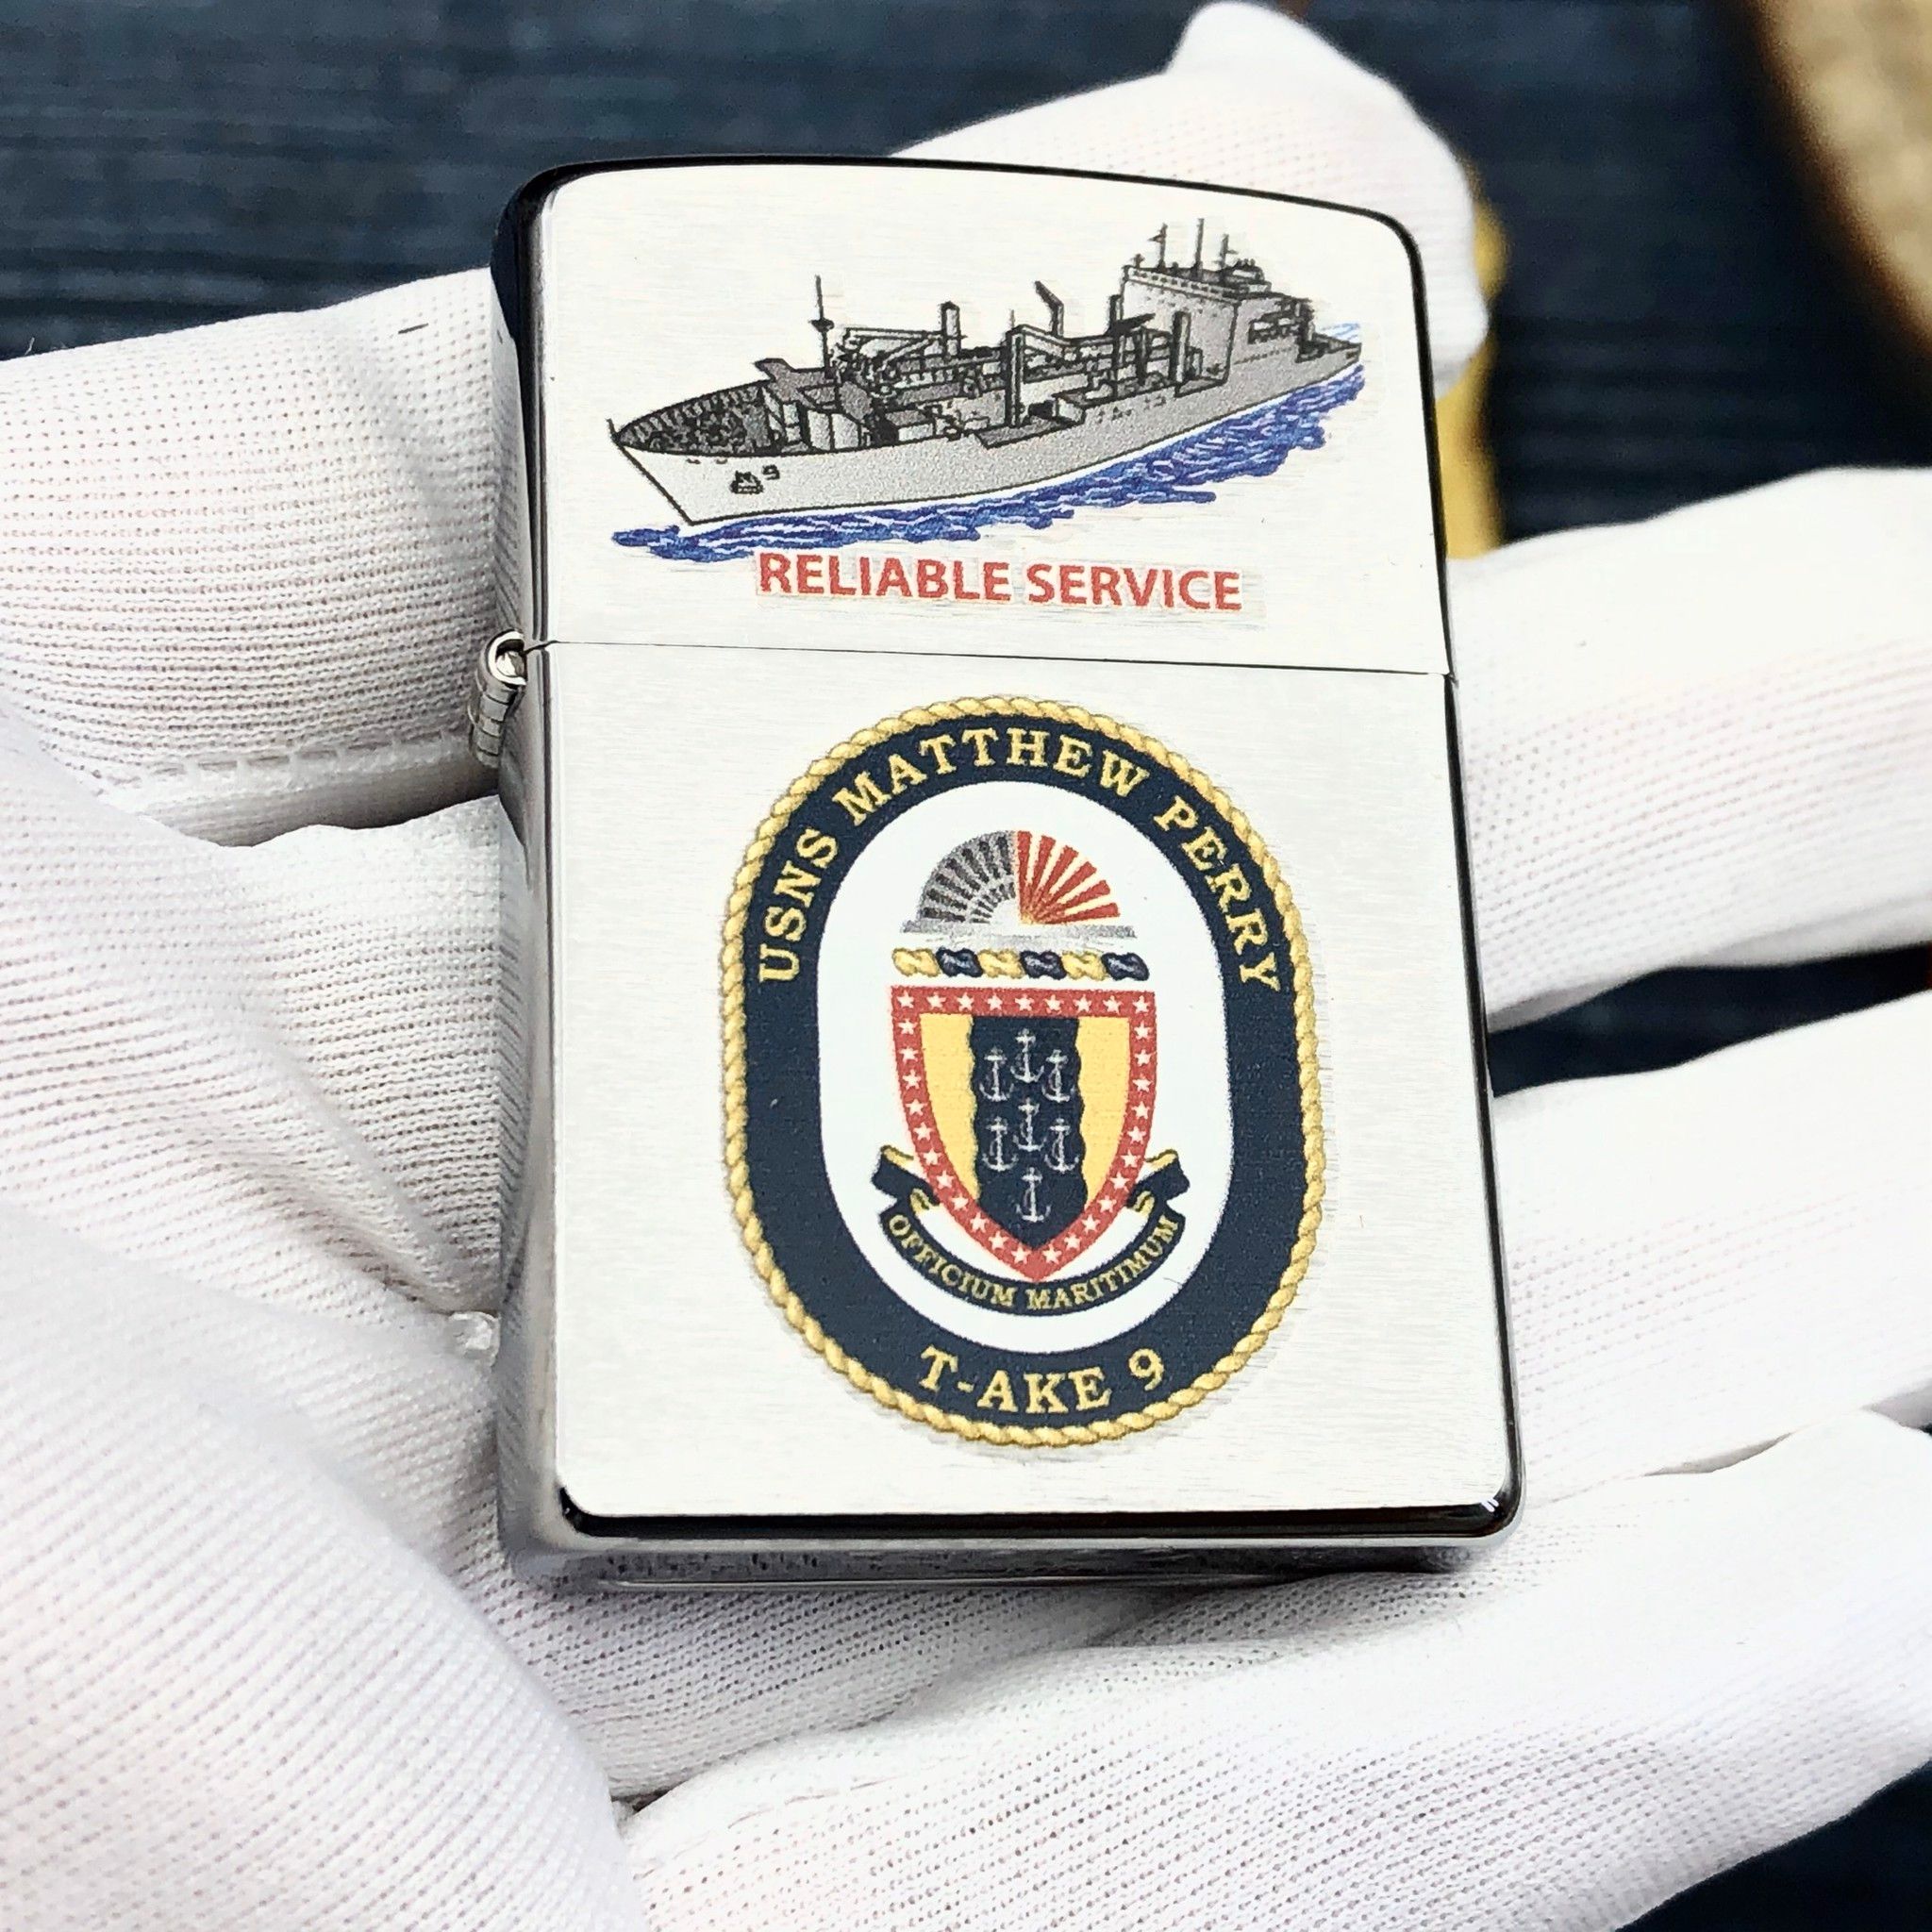 9
RELIABLE SERVICE
USNS MATTHEW PERRY
OFFICIUM MARITIMUM
T-AKE 9